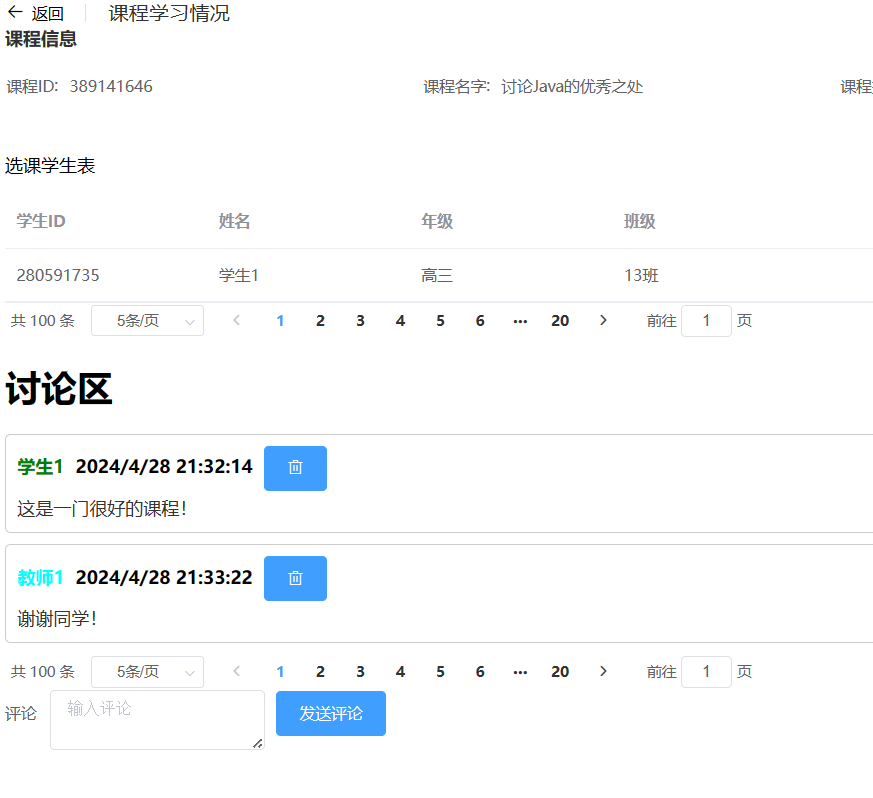 返回 课程学习情况
课程信息
课程ID: 389141646 课程名字: 讨论Java的优秀之处 课程
选课学生表
学生ID 姓名 年级 班级
280591735 学生1 高三 13班
共 100 条 5条/页 1 2 3 4 5 6 ··· 20 前往 1 页
讨论区
学生1 2024/4/28 21:32:14
这是一门很好的课程!
教师1 2024/4/28 21:33:22
谢谢同学!
共 100 条 5条/页 1 2 3 4 5 6 ··· 20 前往 1 页
评论 输入评论 发送评论